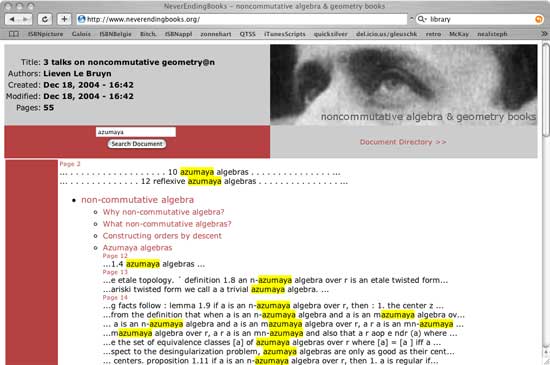 NeverEndingBooks – noncommutative algebra & geometry books
http://www.neverendingbooks.org/
library
ISBNpicture Galois ISBNBelgie Bitch. ISBNappl zonnehart QTSS iTunesScripts quicksilver del.icio.us/gleuschk retro McKay nealsteph
Title: 3 talks on noncommutative geometry@n
Authors: Lieven Le Bruyn
Created: Dec 18, 2004 - 16:42
Modified: Dec 18, 2004 - 16:42
Pages: 55
noncommutative algebra & geometry books
azumaya
Search Document
Document Directory >>
Page 2
... . . . . . . . . . . . . . . . . . . . 10 azumaya algebras . . . . . . . . . . . . . . . ...
... . . . . . . . . . . . . . 12 reflexive azumaya algebras . . . . . . . . . . . . . . ...
non-commutative algebra
Why non-commutative algebra?
What non-commutative algebras?
Constructing orders by descent
Azumaya algebras
Page 12
...1.4 azumaya algebras ...
Page 13
...e etale topology. ´ definition 1.8 an n-azumaya algebra over r is an etale twisted form...
...ariski twisted form we call a a trivial azumaya algebra. ...
Page 14
...g facts follow : lemma 1.9 if a is an n-azumaya algebra over r, then : 1. the center z ...
...from the definition that when a is an n-azumaya algebra and a is an mazumaya algebra ov...
... a is an n-azumaya algebra and a is an mazumaya algebra over r, a r a is an mn-azumaya ...
...mazumaya algebra over r, a r a is an mn-azumaya and also that a r aop e ndr (a) where ...
...e the set of equivalence classes [a] of azumaya algebras over r where [a] = [a ] iff a ...
...spect to the desingularization problem, azumaya algebras are only as good as their cent...
... centers. proposition 1.11 if a is an n-azumaya algebra over r, then 1. a is regular if...